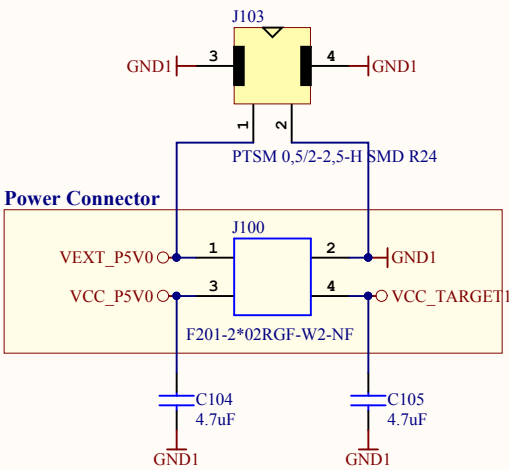 J103
GND1 3 4 GND1
1 2
PTSM 0,5/2-2,5-H SMD R24
Power Connector
J100
VEXT_P5V0 1 2 GND1
VCC_P5V0 3 4 VCC_TARGET1
F201-2*02RGF-W2-NF
C104 C105
4.7uF 4.7uF
GND1 GND1